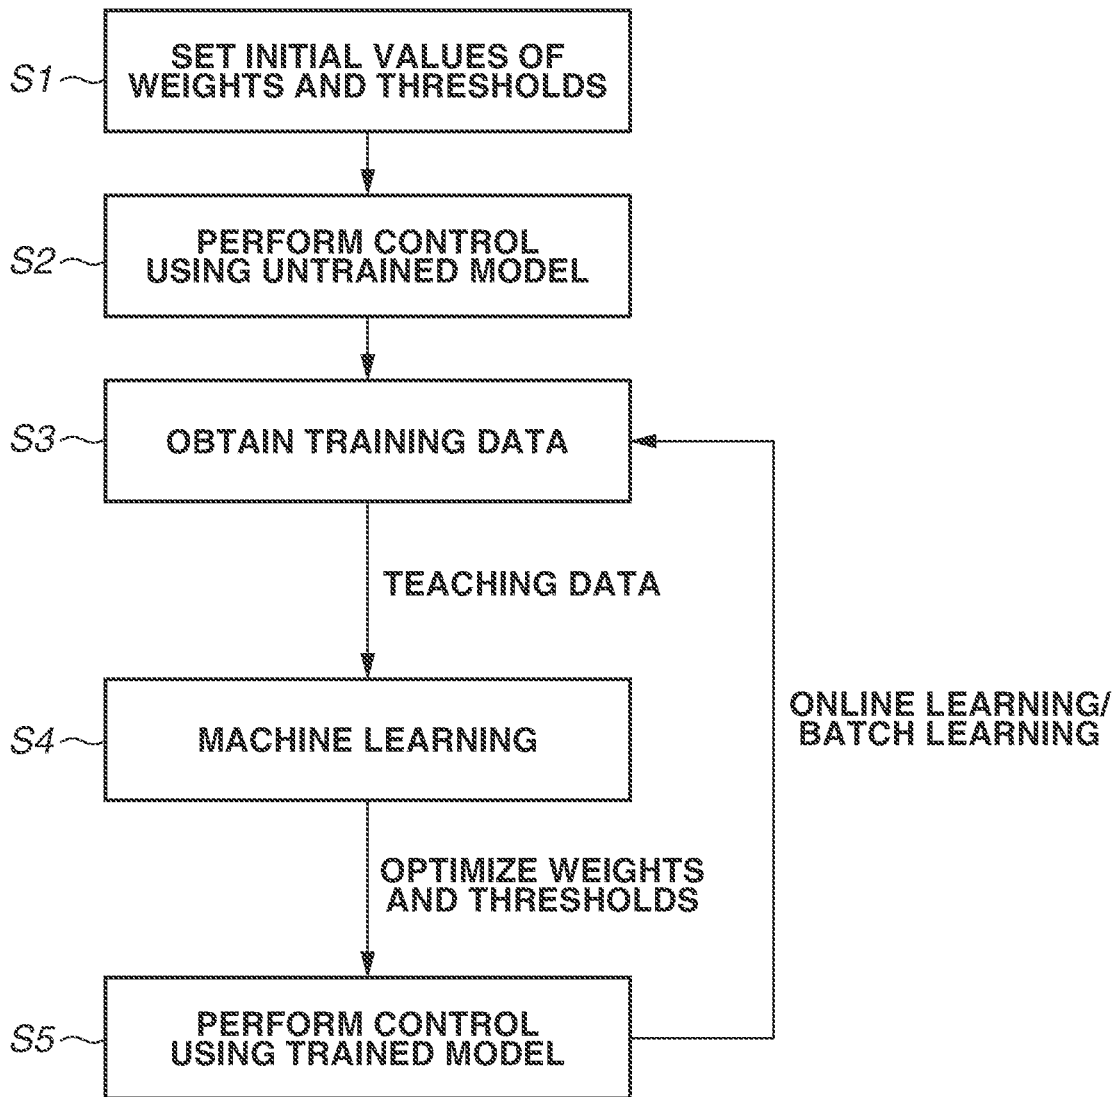 S1
SET INITIAL VALUES OF
WEIGHTS AND THRESHOLDS
S2
PERFORM CONTROL
USING UNTRAINED MODEL
S3
OBTAIN TRAINING DATA
TEACHING DATA
S4
MACHINE LEARNING
ONLINE LEARNING/
BATCH LEARNING
OPTIMIZE WEIGHTS
AND THRESHOLDS
S5
PERFORM CONTROL
USING TRAINED MODEL